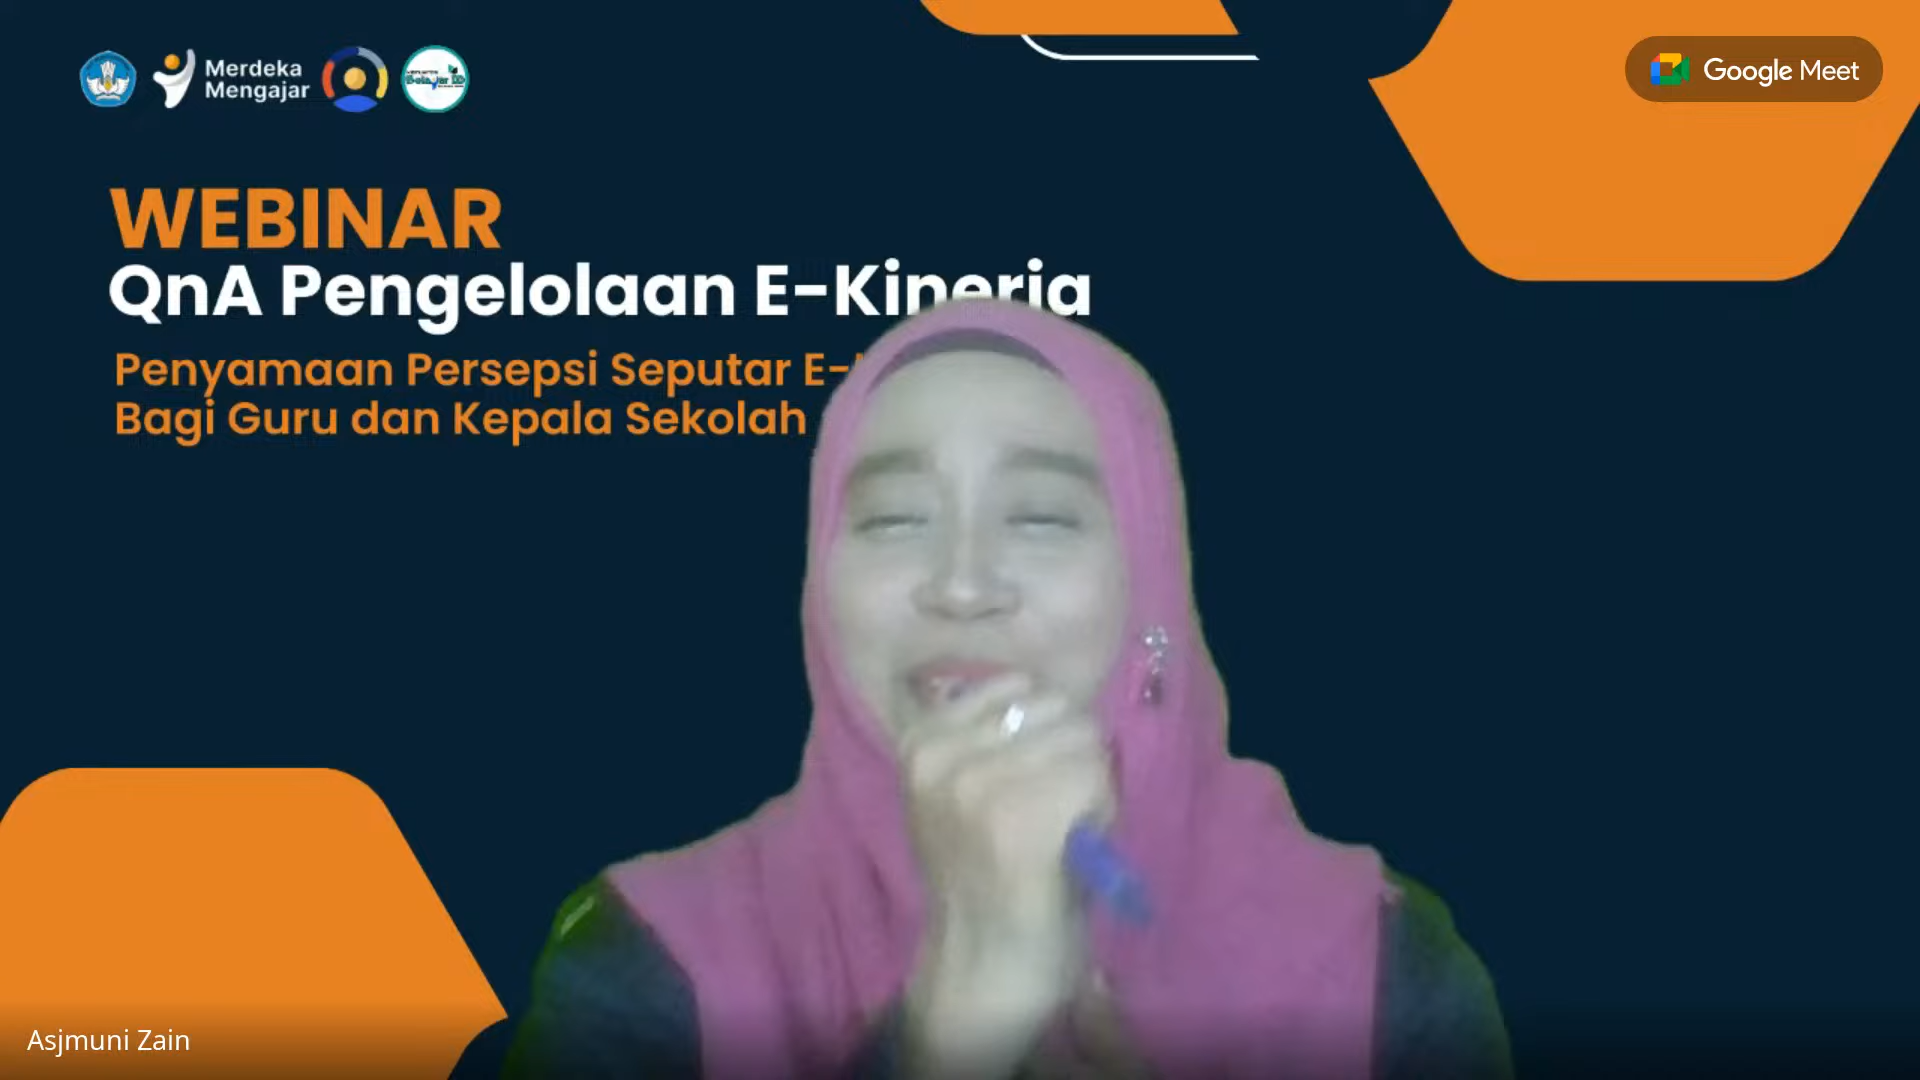 Merdeka
Mengajar
Google Meet
WEBINAR
QnA Pengelolaan E-Kinerja
Penyamaan Persepsi Seputar E-
Bagi Guru dan Kepala Sekolah
Asjmuni Zain